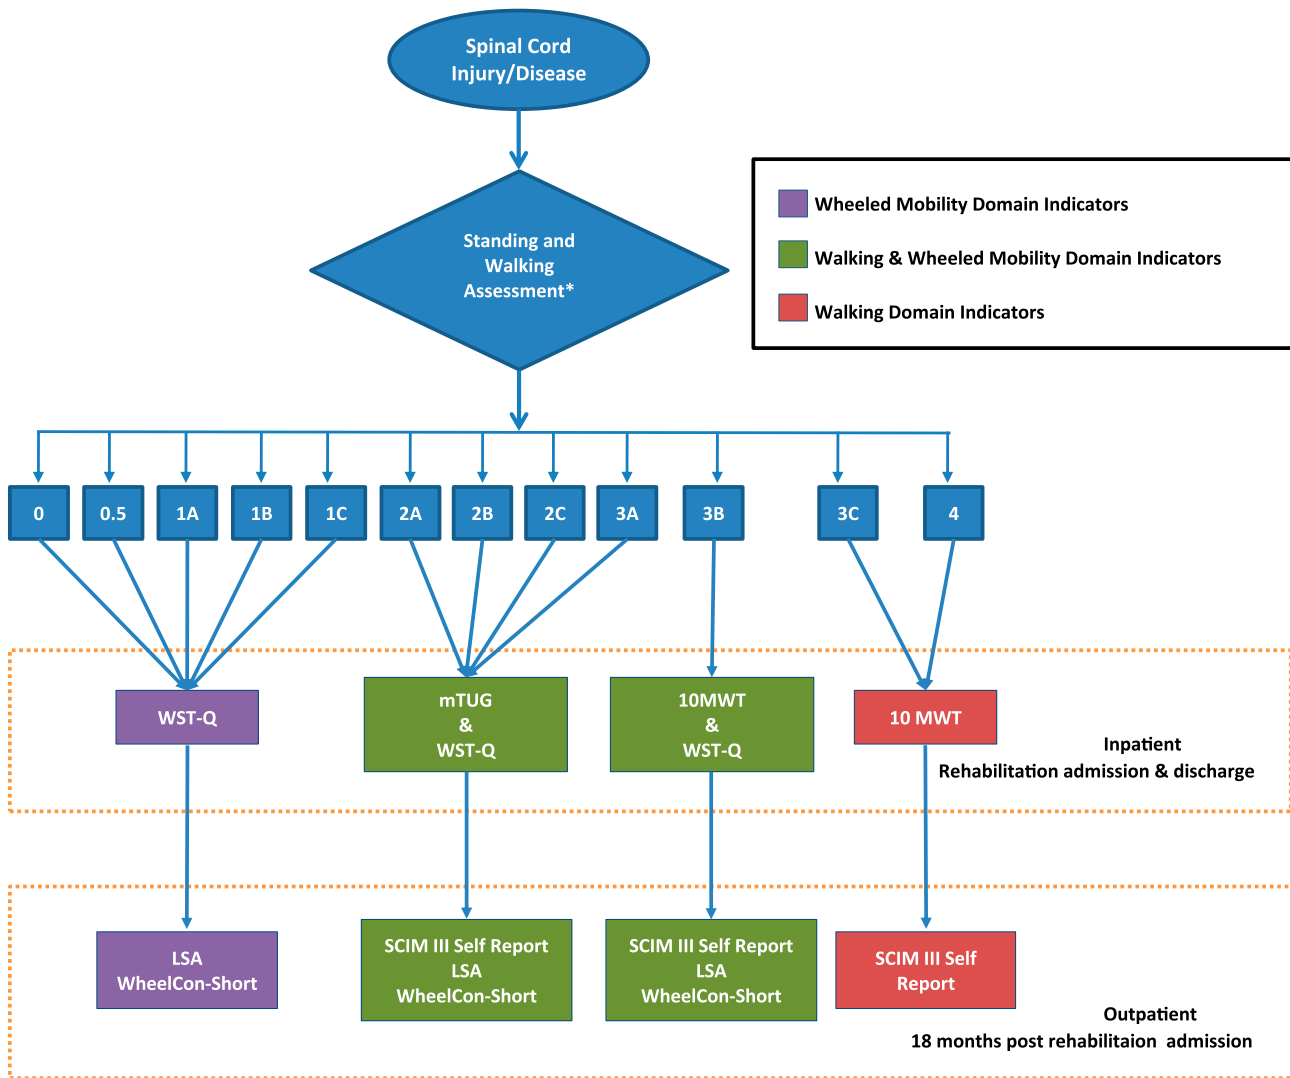 Spinal Cord
Injury/Disease
Standing and
Walking
Assessment*
Wheeled Mobility Domain Indicators
Walking & Wheeled Mobility Domain Indicators
Walking Domain Indicators
0
0.5
1A
1B
1C
2A
2B
2C
3A
3B
3C
4
WST-Q
mTUG
&
WST-Q
10MWT
&
WST-Q
10 MWT
Inpatient
Rehabilitation admission & discharge
LSA
WheelCon-Short
SCIM III Self Report
LSA
WheelCon-Short
SCIM III Self Report
LSA
WheelCon-Short
SCIM III Self
Report
Outpatient
18 months post rehabilitaion admission